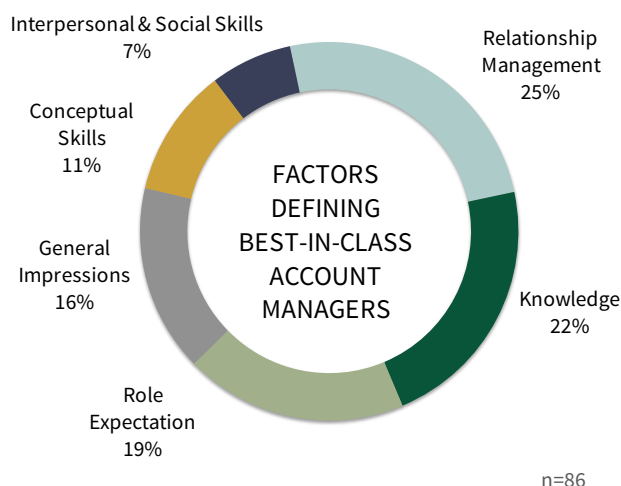 Interpersonal & Social Skills
7%
Relationship
Management
25%
Conceptual
Skills
11%
FACTORS
DEFINING
BEST-IN-CLASS
ACCOUNT
MANAGERS
General
Impressions
16%
Knowledge
22%
Role
Expectation
19%
n=86